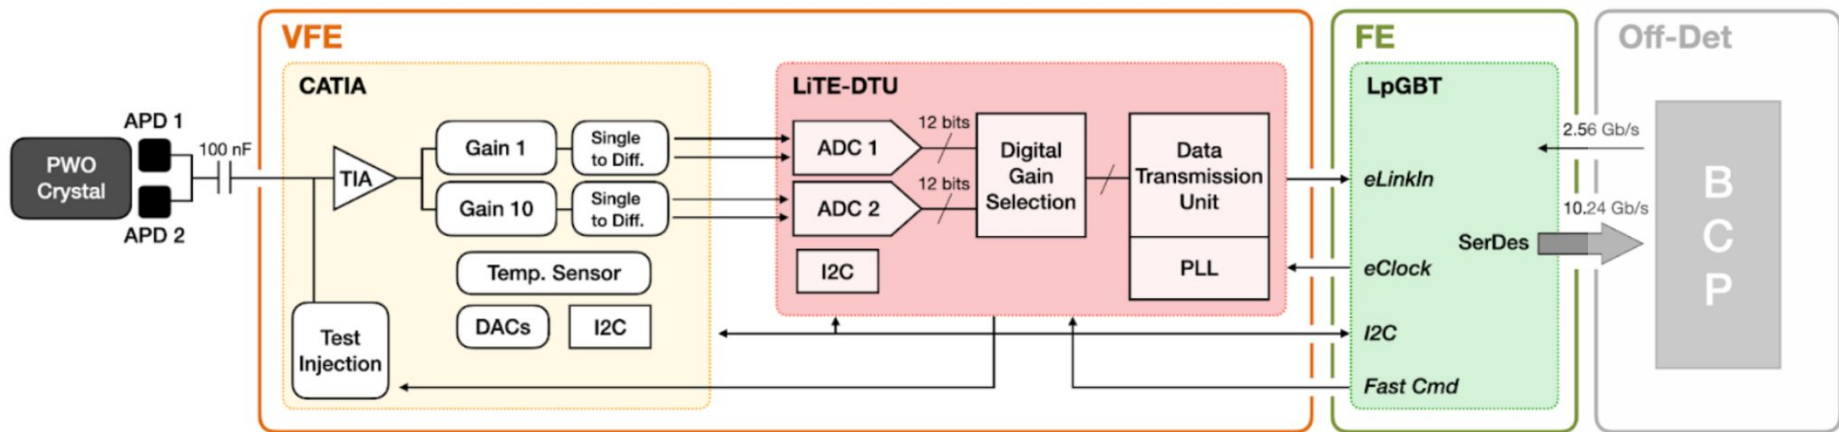 VFE
FE
Off-Det
CATIA
LiTE-DTU
LpGBT
APD 1
PWO
Crystal
APD 2
100 nF
TIA
Gain 1
Single
to Diff.
Gain 10
Single
to Diff.
Temp. Sensor
DACs
I2C
Test
Injection
ADC 1
12 bits
ADC 2
12 bits
I2C
Digital
Gain
Selection
Data
Transmission
Unit
PLL
eLinkIn
eClock
I2C
Fast Cmd
SerDes
2.56 Gb/s
10.24 Gb/s
B
C
P